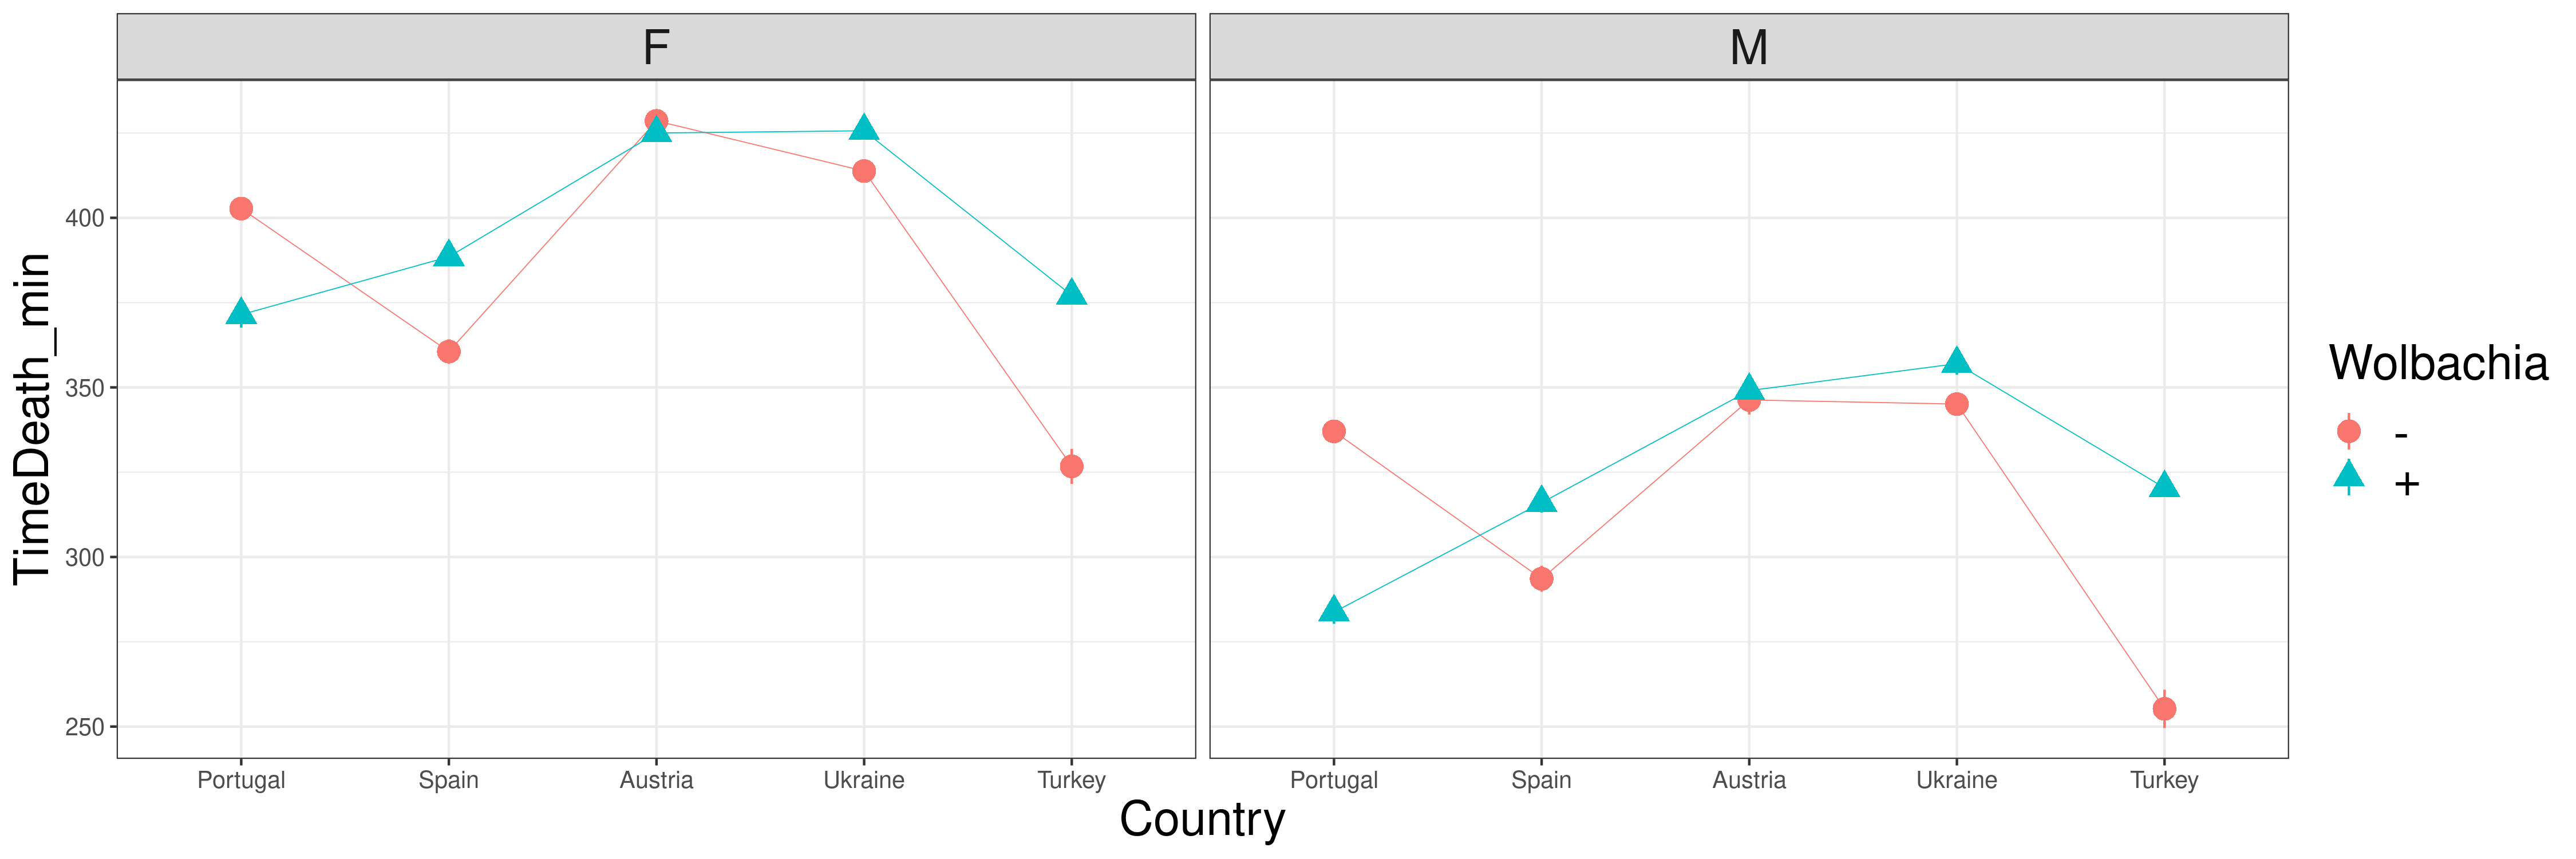 F
M
TimeDeath_min
400
350
300
250
Portugal Spain Austria Ukraine Turkey
Portugal Spain Austria Ukraine Turkey
Country
Wolbachia
-
+